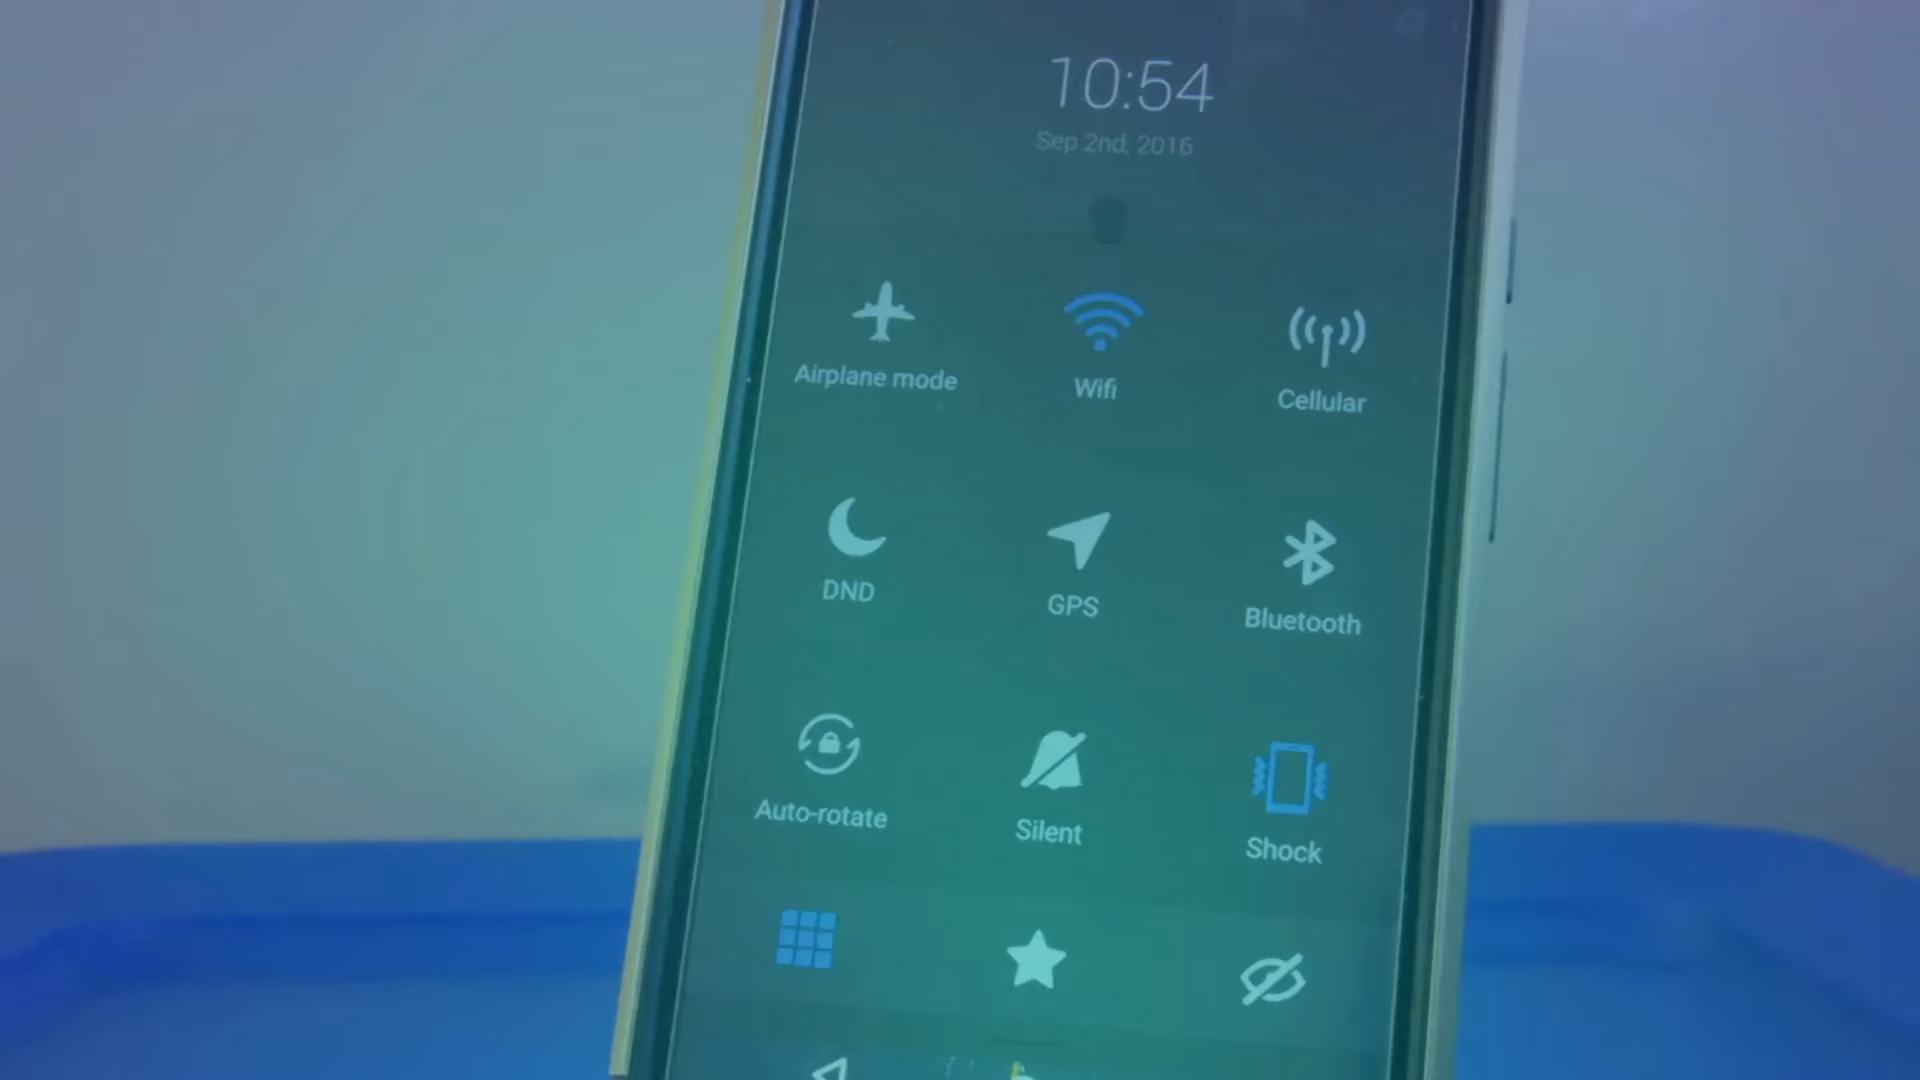 10:54
Sep 2nd, 2016
Airplane mode
Wifi
Cellular
DND
GPS
Bluetooth
Auto-rotate
Silent
Shock